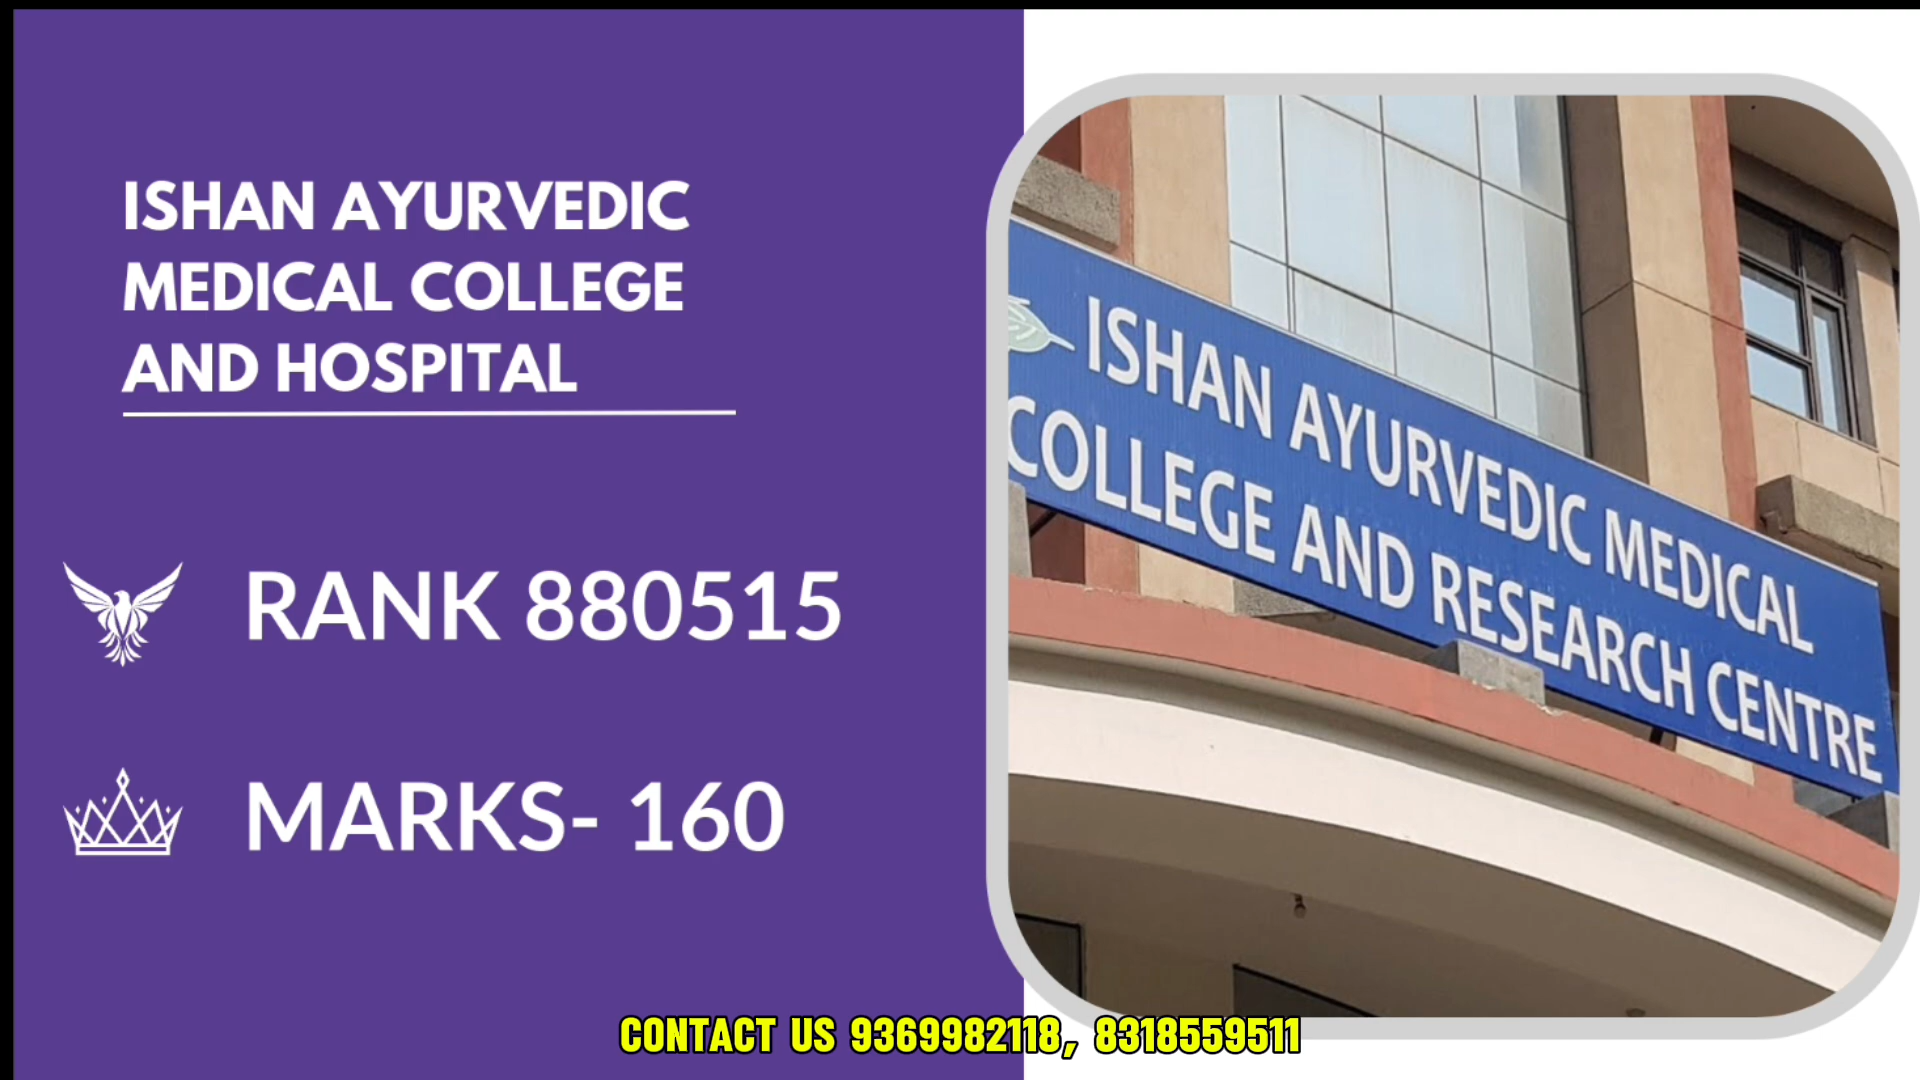 ISHAN AYURVEDIC
MEDICAL COLLEGE
AND HOSPITAL
RANK 880515
MARKS- 160
ISHAN AYURVEDIC MEDICAL
COLLEGE AND RESEARCH CENTRE
CONTACT US 9369982118, 8318559511